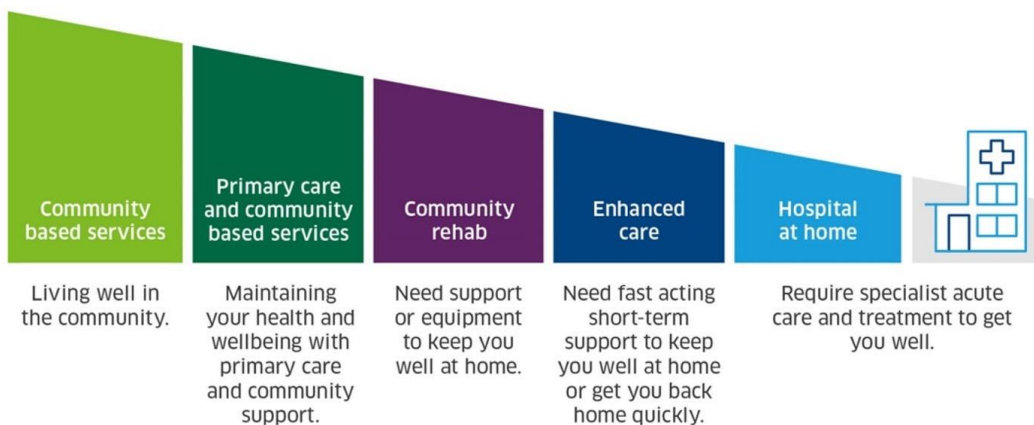 Community
based services
Primary care
and community
based services
Community
rehab
Enhanced
care
Hospital
at home
Living well in
the community.
Maintaining
your health and
wellbeing with
primary care
and community
support.
Need support
or equipment
to keep you
well at home.
Need fast acting
short-term
support to keep
you well at home
or get you back
home quickly.
Require specialist acute
care and treatment to get
you well.